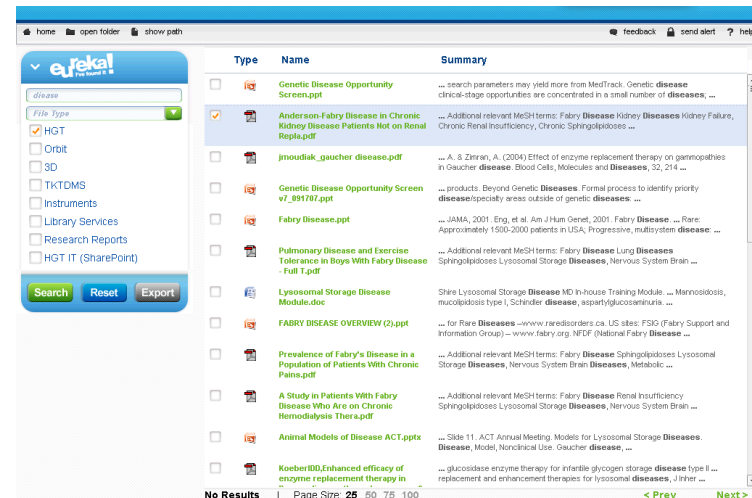 home open folder show path feedback send alert ? help
eureka!
I've found it!
diease
File Type
HGT
Orbit
3D
TKTDMS
Instruments
Library Services
Research Reports
HGT IT (SharePoint)
Search Reset Export
Type Name Summary
Genetic Disease Opportunity
Screen.ppt
... search parameters may yield more from MedTrack. Genetic disease
clinical-stage opportunities are concentrated in a small number of diseases; ...
Anderson-Fabry Disease in Chronic
Kidney Disease Patients Not on Renal
Repla.pdf
... Additional relevant MeSH terms: Fabry Disease Kidney Diseases Kidney Failure,
Chronic Renal Insufficiency, Chronic Sphingolipidoses ...
jmoudiak_gaucher disease.pdf
... A. & Zimran, A. (2004) Effect of enzyme replacement therapy on gammopathies
in Gaucher disease. Blood Cells, Molecules and Diseases, 32, 214 ...
Genetic Disease Opportunity Screen
v7_091707.ppt
... products. Beyond Genetic Diseases. Formal process to identify priority
disease/specialty areas outside of genetic diseases: ...
Fabry Disease.ppt
... JAMA, 2001. Eng, et al. Am J Hum Genet, 2001. Fabry Disease. ... Rare:
Approximately 1500-2000 patients in USA; Progressive, multisystem disease: ...
Pulmonary Disease and Exercise
Tolerance in Boys With Fabry Disease
- Full T.pdf
... Additional relevant MeSH terms: Fabry Disease Lung Diseases
Sphingolipidoses Lysosomal Storage Diseases, Nervous System Brain ...
Lysosomal Storage Disease
Module.doc
Shire Lysosomal Storage Disease MD In-house Training Module. ... Mannosidosis,
mucolipidosis type I, Schindler disease, aspartylglucosaminuria. ...
FABRY DISEASE OVERVIEW (2).ppt
... for Rare Diseases –www.raredisorders.ca. US sites: FSIG (Fabry Support and
Information Group) – www.fabry.org. NFDF (National Fabry Disease ...
Prevalence of Fabry's Disease in a
Population of Patients With Chronic
Pains.pdf
... Additional relevant MeSH terms: Fabry Disease Sphingolipidoses Lysosomal
Storage Diseases, Nervous System Brain Diseases, Metabolic ...
A Study in Patients With Fabry
Disease Who Are on Chronic
Hemodialysis Thera.pdf
... Additional relevant MeSH terms: Fabry Disease Renal Insufficiency
Sphingolipidoses Lysosomal Storage Diseases, Nervous System Brain ...
Animal Models of Disease ACT.pptx
... Slide 11. ACT Annual Meeting. Models for Lysosomal Storage Diseases.
Disease, Model, Nonclinical Use. Gaucher disease, ...
KoeberlDD,Enhanced efficacy of
enzyme replacement therapy in
... glucosidase enzyme therapy for infantile glycogen storage disease type II ...
replacement and enhancement therapies for lysosomal diseases, J Inher ...
No Results | Page Size: 25 50 75 100 < Prev Next >